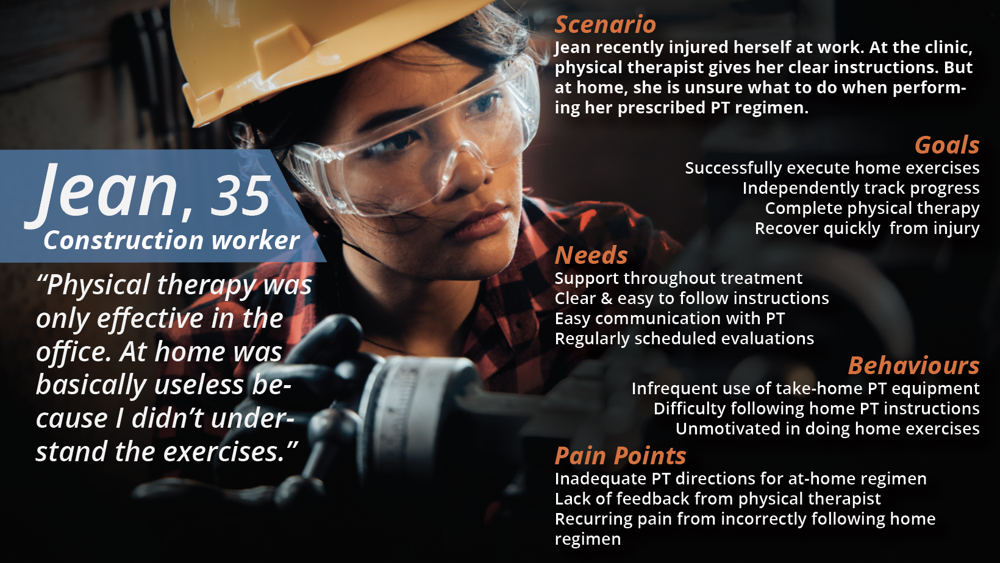 Jean, 35
Construction worker
“Physical therapy was
only effective in the
office. At home was
basically useless be-
cause I didn’t under-
stand the exercises.”
Scenario
Jean recently injured herself at work. At the clinic,
physical therapist gives her clear instructions. But
at home, she is unsure what to do when perform-
ing her prescribed PT regimen.
Goals
Successfully execute home exercises
Independently track progress
Complete physical therapy
Recover quickly  from injury
Needs
Support throughout treatment
Clear & easy to follow instructions
Easy communication with PT
Regularly scheduled evaluations
Behaviours
Infrequent use of take-home PT equipment
Difficulty following home PT instructions
Unmotivated in doing home exercises
Pain Points
Inadequate PT directions for at-home regimen
Lack of feedback from physical therapist
Recurring pain from incorrectly following home
regimen